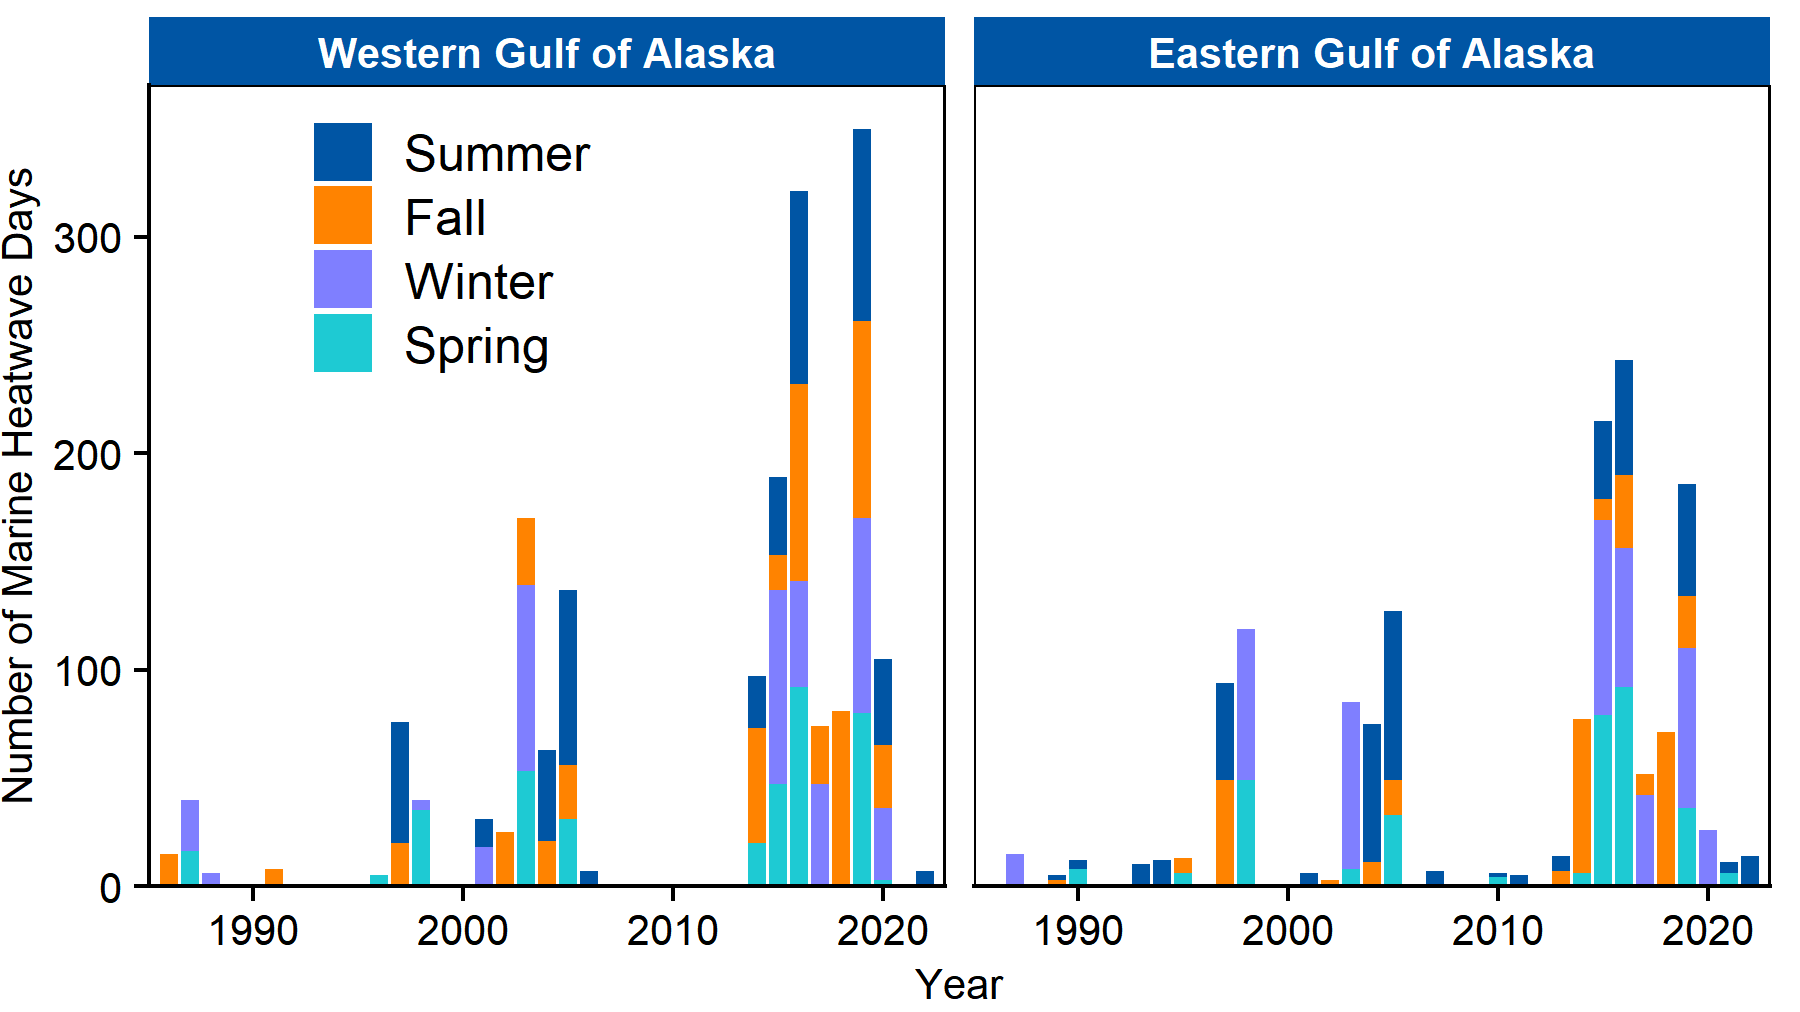 Western Gulf of Alaska
Eastern Gulf of Alaska
Summer
Fall
Winter
Spring
Number of Marine Heatwave Days
300
200
100
0
1990 2000 2010 2020
1990 2000 2010 2020
Year